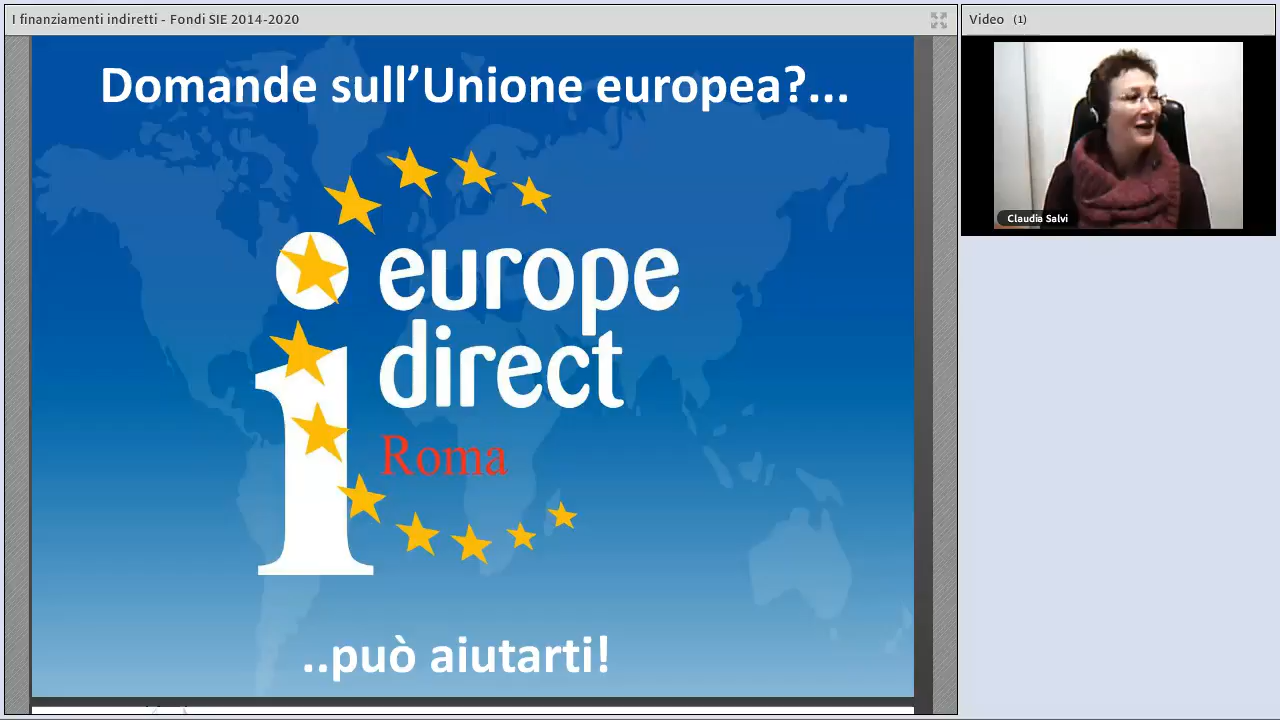 I finanziamenti indiretti - Fondi SIE 2014-2020
Video (1)
Domande sull'Unione europea?...
Claudia Salvi
europe
direct
Roma
..può aiutarti!